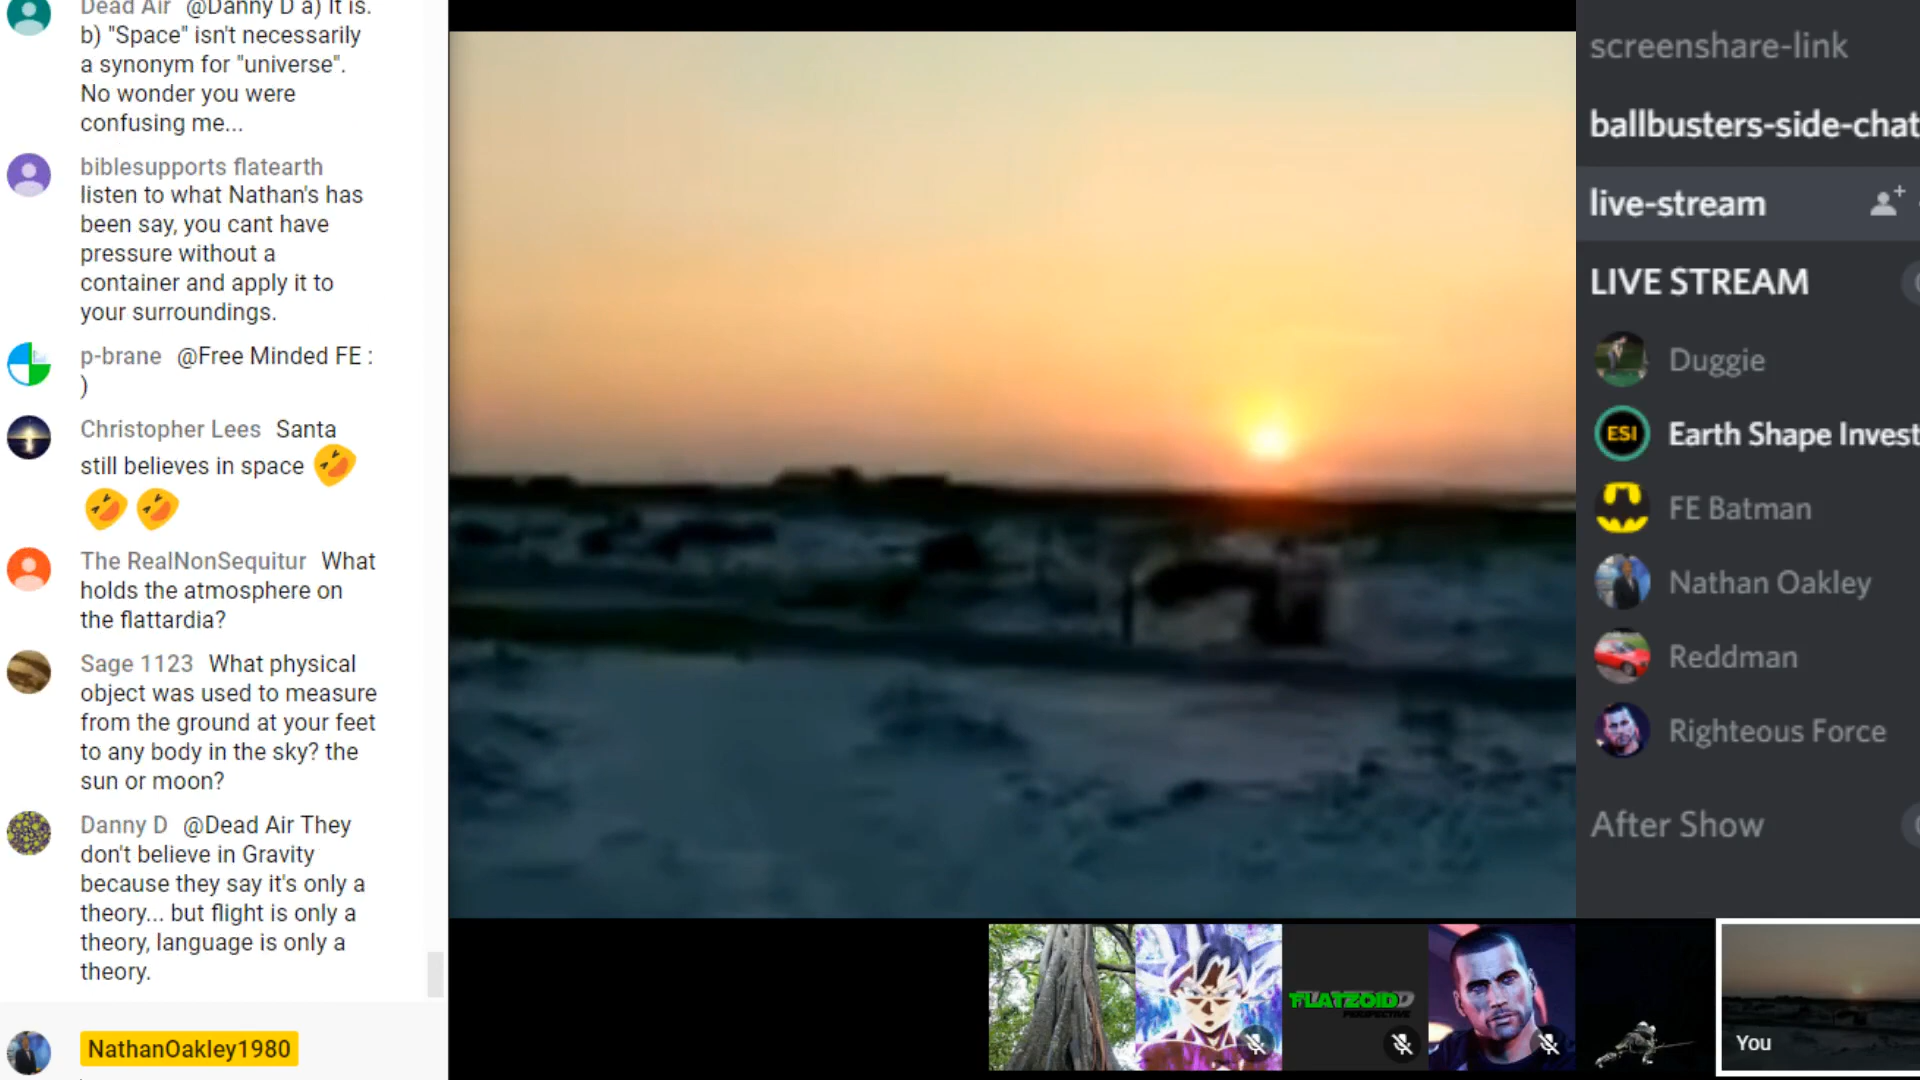 Dead Air @Danny D a) It is.
b) "Space" isn't necessarily
a synonym for "universe".
No wonder you were
confusing me...
biblesupports flatearth
listen to what Nathan's has
been say, you cant have
pressure without a
container and apply it to
your surroundings.
p-brane @Free Minded FE :
)
Christopher Lees Santa
still believes in space
The RealNonSequitur What
holds the atmosphere on
the flattardia?
Sage 1123 What physical
object was used to measure
from the ground at your feet
to any body in the sky? the
sun or moon?
Danny D @Dead Air They
don't believe in Gravity
because they say it's only a
theory... but flight is only a
theory, language is only a
theory.
NathanOakley1980
screenshare-link
ballbusters-side-chat
live-stream
LIVE STREAM
Duggie
ESI
Earth Shape Invest
FE Batman
Nathan Oakley
Reddman
Righteous Force
After Show
FLATZOIDD
PERSPECTIVE
You